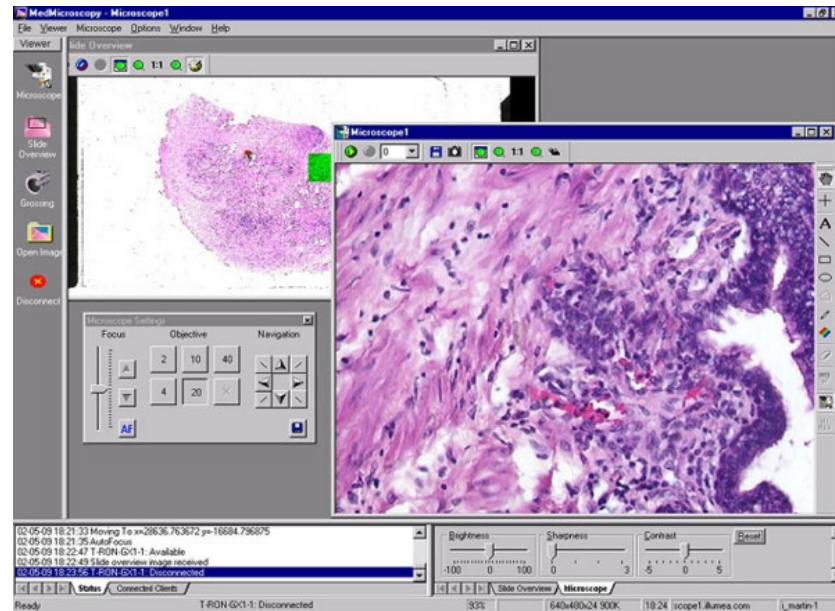 MedMicroscopy - Microscope1
File Viewer Microscope Options Window Help
Viewer
Slide Overview
1:1
Microscope
Slide
Overview
Grossing
Open Image
Disconnect
Microscope1
0
1:1
A
Microscope Settings
Focus Objective Navigation
2 10 40
4 20 X
AF
02-05-09 18:21:33 Moving To x=28636.763672 y=-16684.796875
02-05-09 18:21:35 AutoFocus
02-05-09 18:22:47 T-RON-GX1-1: Available
02-05-09 18:22:49 Slide overview image received
02-05-09 18:23:56 T-RON-GX1-1: Disconnected
Status Connected Clients
Brightness Sharpness Contrast Reset
-100 0 100 0 3 -5 0 5
Slide Overview Microscope
Ready T-RON-GX1-1: Disconnected 93% 640x480x24 900K 18:24 scope1.illumea.com i_martin-1